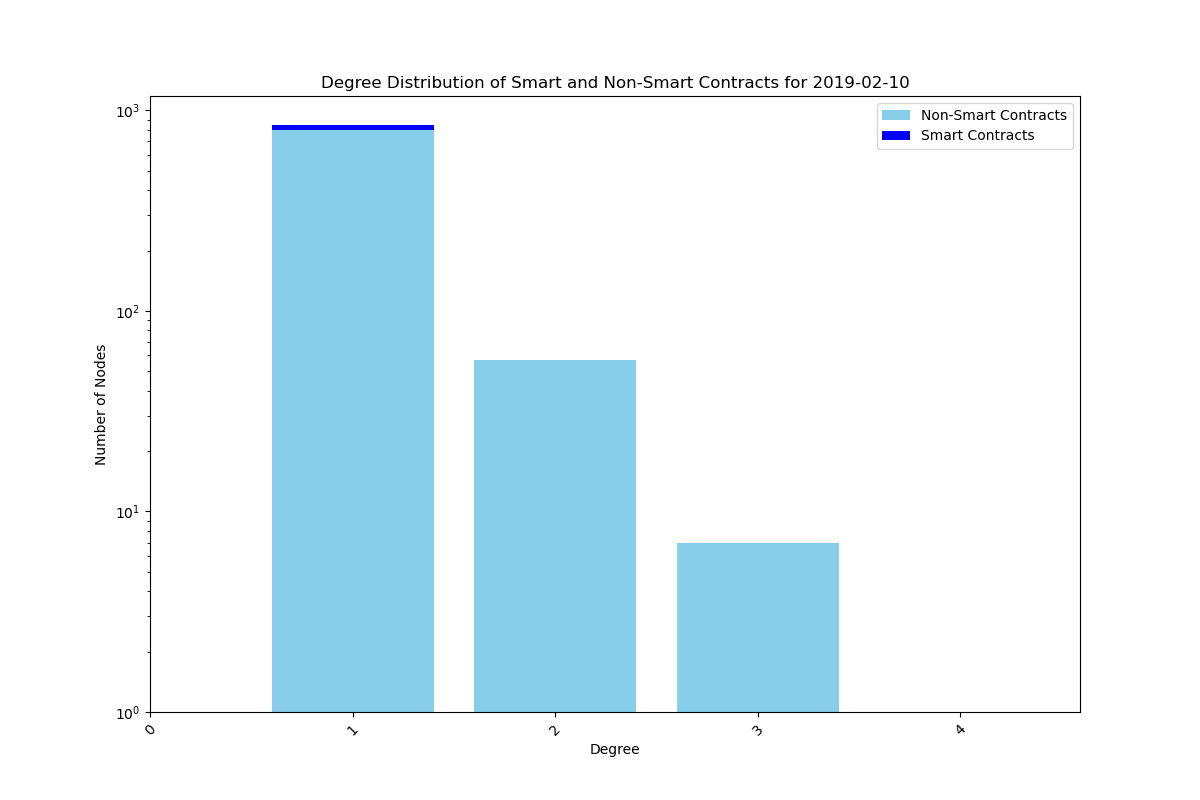 Degree Distribution of Smart and Non-Smart Contracts for 2019-02-10
Non-Smart Contracts
Smart Contracts
Number of Nodes
10³
10²
10¹
10⁰
0 1 2 3 4
Degree